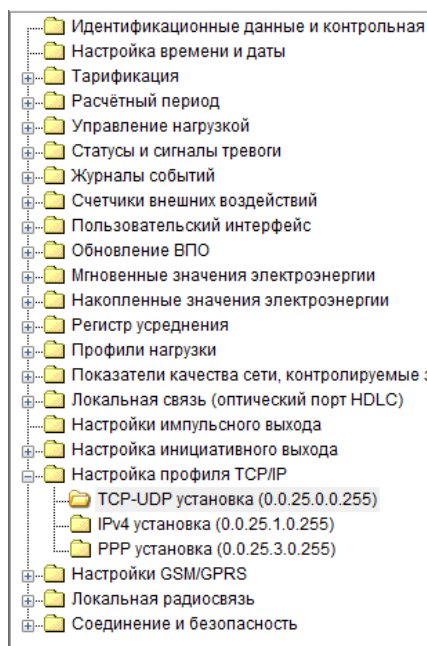 Идентификационные данные и контрольная
Настройка времени и даты
Тарификация
Расчётный период
Управление нагрузкой
Статусы и сигналы тревоги
Журналы событий
Счетчики внешних воздействий
Пользовательский интерфейс
Обновление ВПО
Мгновенные значения электроэнергии
Накопленные значения электроэнергии
Регистр усреднения
Профили нагрузки
Показатели качества сети, контролируемые
Локальная связь (оптический порт HDLC)
Настройки импульсного выхода
Настройка инициативного выхода
Настройка профиля TCP/IP
TCP-UDP установка (0.0.25.0.0.255)
IPv4 установка (0.0.25.1.0.255)
PPP установка (0.0.25.3.0.255)
Настройки GSM/GPRS
Локальная радиосвязь
Соединение и безопасность